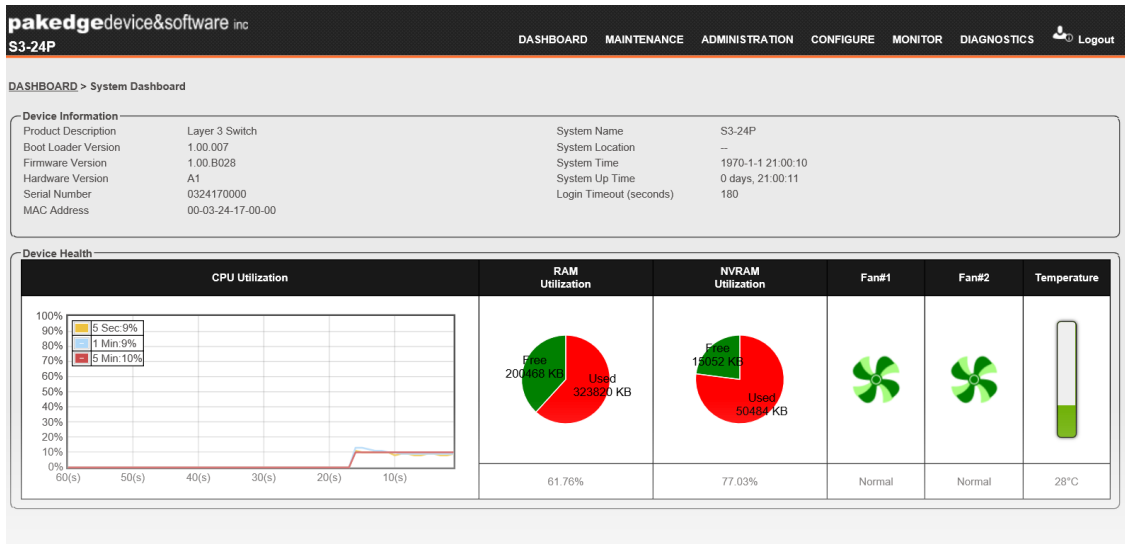 pakedgedevice&software inc
S3-24P
DASHBOARD MAINTENANCE ADMINISTRATION CONFIGURE MONITOR DIAGNOSTICS Logout
DASHBOARD > System Dashboard
Device Information
Product Description Layer 3 Switch
Boot Loader Version 1.00.007
Firmware Version 1.00.B028
Hardware Version A1
Serial Number 0324170000
MAC Address 00-03-24-17-00-00
System Name S3-24P
System Location --
System Time 1970-1-1 21:00:10
System Up Time 0 days, 21:00:11
Login Timeout (seconds) 180
Device Health
CPU Utilization
RAM
Utilization
NVRAM
Utilization
Fan#1
Fan#2
Temperature
100%
90%
80%
70%
60%
50%
40%
30%
20%
10%
0%
5 Sec:9%
1 Min:9%
5 Min:10%
60(s) 50(s) 40(s) 30(s) 20(s) 10(s)
Free
200468 KB
Used
323820 KB
Free
15052 KB
Used
50484 KB
61.76%
77.03%
Normal
Normal
28°C